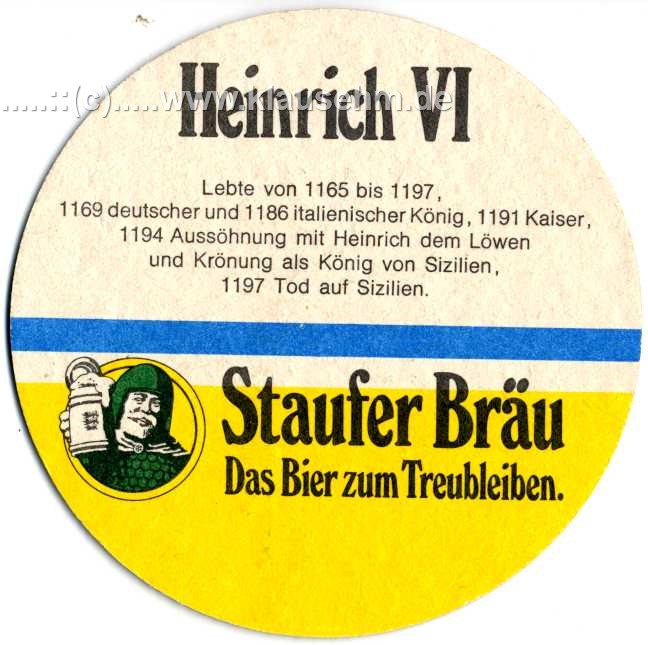 Heinrich VI
.....::(c).....www.klausehm.de
Lebte von 1165 bis 1197,
1169 deutscher und 1186 italienischer König, 1191 Kaiser,
1194 Aussöhnung mit Heinrich dem Löwen
und Krönung als König von Sizilien,
1197 Tod auf Sizilien.
Staufer Bräu
Das Bier zum Treubleiben.